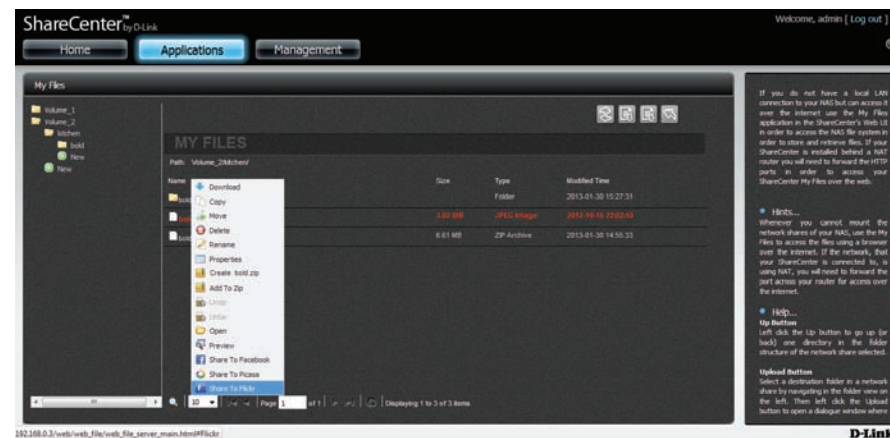 ShareCenter™ by D-Link
Welcome, admin [ Log out ]
Home
Applications
Management
My Files
Volume_1
Volume_2
kitchen
bold
New
New
MY FILES
Path: Volume_2/kitchen/
Name
Size
Type
Modified Time
bold
Folder
2013-01-30 15:27:31
3.02 MB
JPEG Image
6.61 MB
ZIP Archive
2013-01-30 14:55:33
Download
Copy
Move
Delete
Rename
Properties
Create bold.zip
Add To Zip
Unzip
Untar
Open
Preview
Share To Facebook
Share To Picasa
Share To Flickr
10
Page 1 of 1
Displaying 1 to 3 of 3 items
If you do not have a local LAN
connection to your NAS but can access it
over the internet use the My Files
application in the ShareCenter's Web UI
in order to access the NAS file system in
order to store and retrieve files. If your
ShareCenter is installed behind a NAT
router you will need to forward the HTTP
ports in order to access your
ShareCenter My Files over the web.
Hints...
Whenever you cannot mount the
network shares of your NAS, use the My
Files to access the files using a browser
over the internet. If the network, that
your ShareCenter is connected to, is
using NAT, you will need to forward the
port across your router for access over
the internet.
Help...
Up Button
Left click the Up button to go up (or
back) one directory in the folder
structure of the network share selected.
Upload Button
Select a destination folder in a network
share by navigating in the folder view on
the left. Then left click the Upload
button to open a dialogue window where
192.168.0.3/web/web_file/web_file_server_main.html#Flickr
D-Link